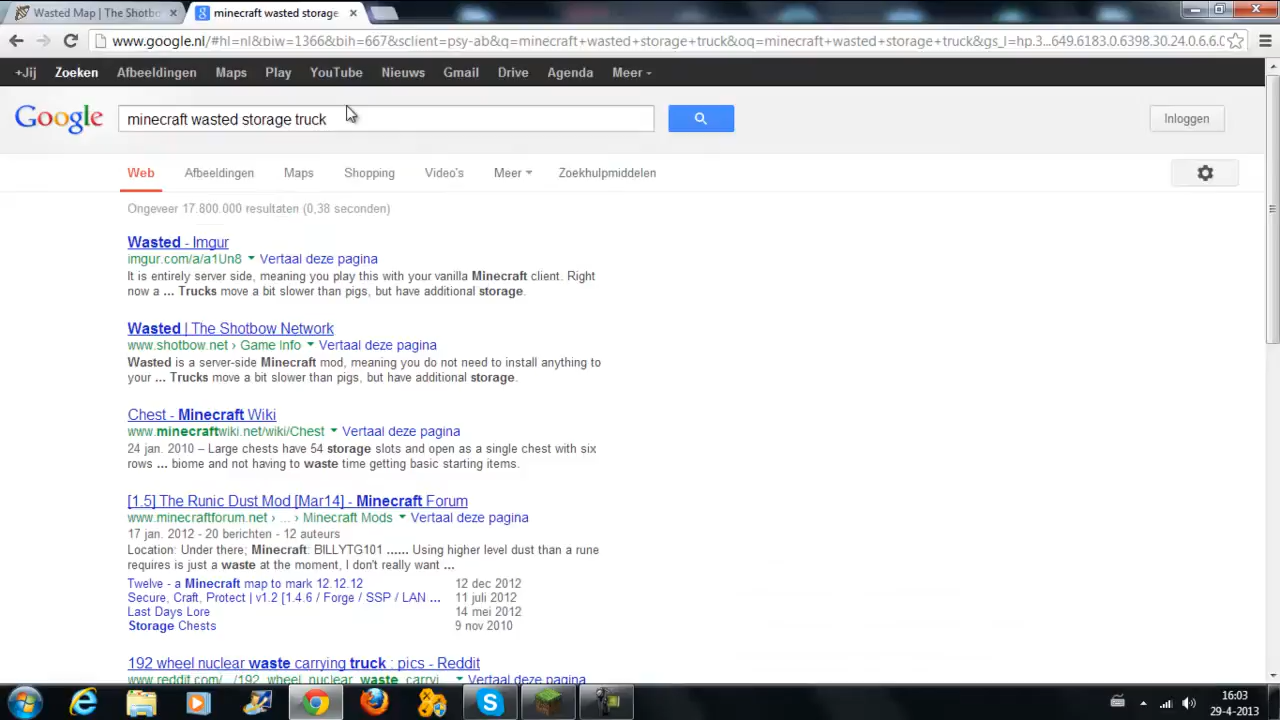 Wasted Map | The Shotbo
minecraft wasted storage
www.google.nl/#hl=nl&biw=1366&bih=667&sclient=psy-ab&q=minecraft+wasted+storage+truck&oq=minecraft+wasted+storage+truck&gs_l=hp.3...649.6183.0.6398.30.24.0.6.6.0
+Jij Zoeken Afbeeldingen Maps Play YouTube Nieuws Gmail Drive Agenda Meer
Google minecraft wasted storage truck Inloggen
Web Afbeeldingen Maps Shopping Video's Meer Zoekhulpmiddelen
Ongeveer 17.800.000 resultaten (0,38 seconden)
Wasted - Imgur
imgur.com/a/a1Un8 Vertaal deze pagina
It is entirely server side, meaning you play this with your vanilla Minecraft client. Right
now a ... Trucks move a bit slower than pigs, but have additional storage.
Wasted | The Shotbow Network
www.shotbow.net › Game Info Vertaal deze pagina
Wasted is a server-side Minecraft mod, meaning you do not need to install anything to
your ... Trucks move a bit slower than pigs, but have additional storage.
Chest - Minecraft Wiki
www.minecraftwiki.net/wiki/Chest Vertaal deze pagina
24 jan. 2010 – Large chests have 54 storage slots and open as a single chest with six
rows ... biome and not having to waste time getting basic starting items.
[1.5] The Runic Dust Mod [Mar14] - Minecraft Forum
www.minecraftforum.net › ... › Minecraft Mods Vertaal deze pagina
17 jan. 2012 - 20 berichten - 12 auteurs
Location: Under there; Minecraft: BILLYTG101 ...... Using higher level dust than a rune
requires is just a waste at the moment, I don't really want ...
Twelve - a Minecraft map to mark 12.12.12 12 dec 2012
Secure, Craft, Protect | v1.2 [1.4.6 / Forge / SSP / LAN ... 11 juli 2012
Last Days Lore 14 mei 2012
Storage Chests 9 nov 2010
192 wheel nuclear waste carrying truck : pics - Reddit
www.reddit.com/.../192_wheel_nuclear_waste_carryi... Vertaal deze pagina
16:03
29-4-2013